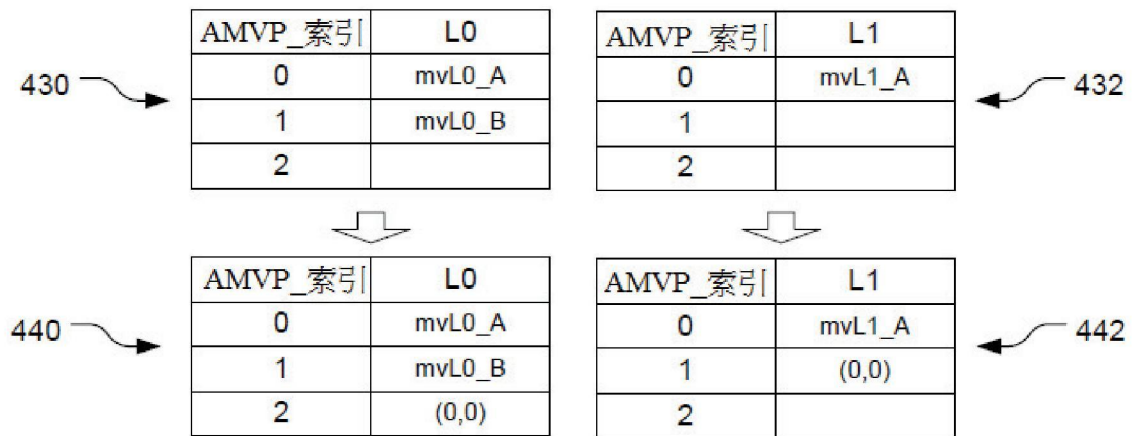 AMVP_索引 L0
0 mvL0_A
1 mvL0_B
2
430
AMVP_索引 L1
0 mvL1_A
1
2
432
AMVP_索引 L0
0 mvL0_A
1 mvL0_B
2 (0,0)
440
AMVP_索引 L1
0 mvL1_A
1 (0,0)
2
442